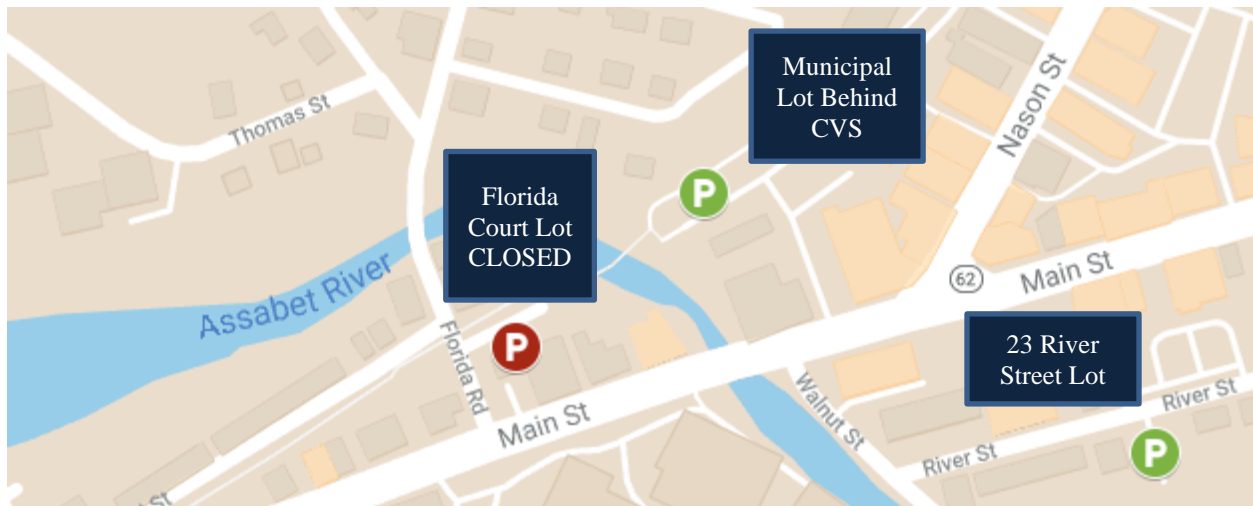 Municipal
Lot Behind
CVS
Nason St
Thomas St
P
Florida
Court Lot
CLOSED
Assabet River
62
Main St
Florida Rd
P
23 River
Street Lot
Walnut St
River St
Main St
River St
P
St